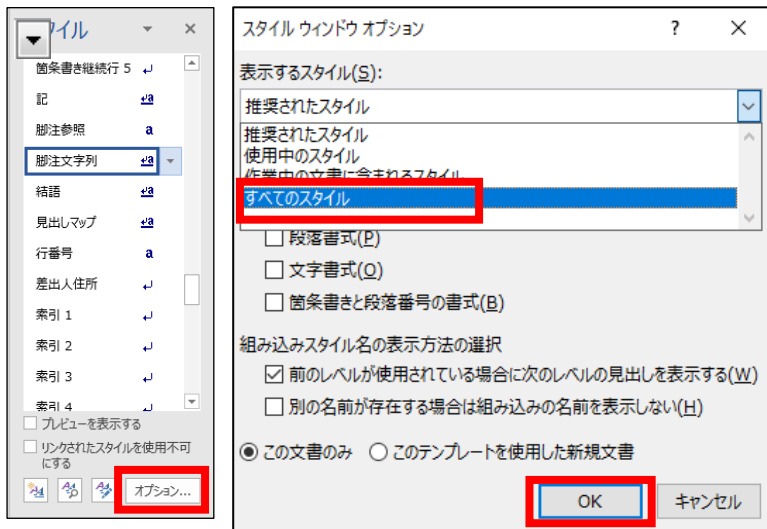 イル
箇条書き継続行 5
記
脚注参照 a
脚注文字列 a
結語 a
見出しマップ a
行番号 a
差出人住所
索引 1
索引 2
索引 3
索引 4
プレビューを表示する
リンクされたスタイルを使用不可
にする
オプション...
スタイル ウィンドウ オプション ? ×
表示するスタイル(S):
推奨されたスタイル
推奨されたスタイル
使用中のスタイル
作業中の文書に含まれるスタイル
すべてのスタイル
段落書式(P)
文字書式(O)
箇条書きと段落番号の書式(B)
組み込みスタイル名の表示方法の選択
前のレベルが使用されている場合に次のレベルの見出しを表示する(W)
別の名前が存在する場合は組み込みの名前を表示しない(H)
この文書のみ このテンプレートを使用した新規文書
OK キャンセル